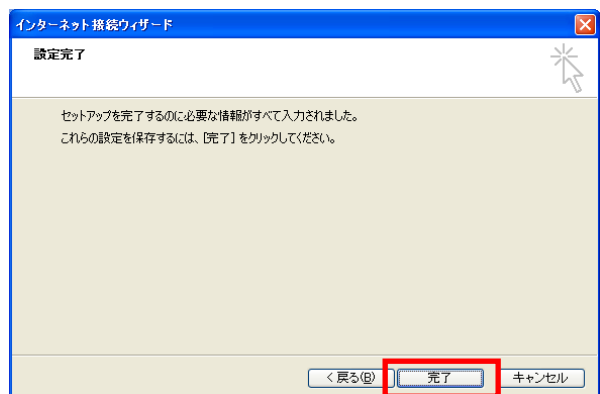 インターネット接続ウィザード
設定完了
セットアップを完了するのに必要な情報がすべて入力されました。
これらの設定を保存するには、[完了] をクリックしてください。
< 戻る(B) 完了 キャンセル